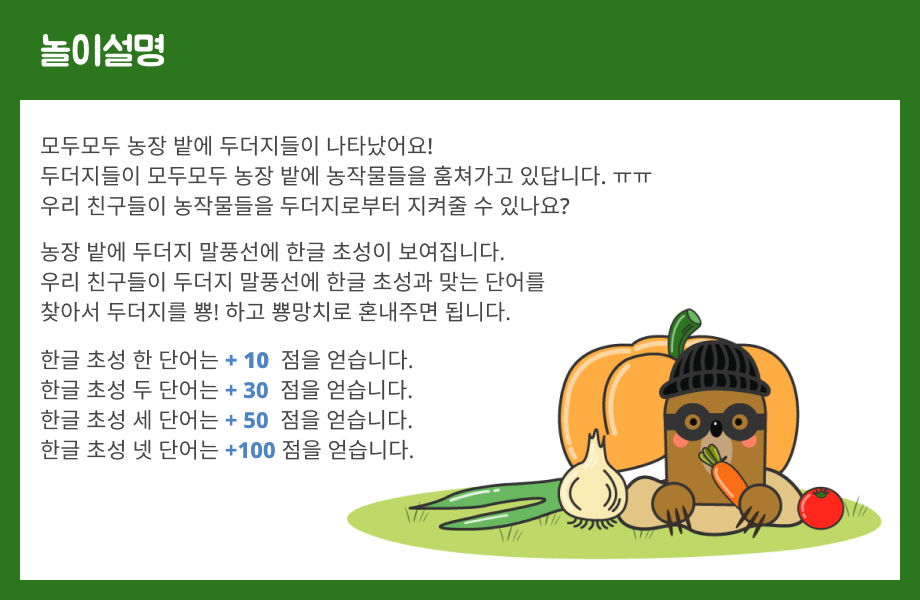 놀이설명
모두모두 농장 밭에 두더지들이 나타났어요!
두더지들이 모두모두 농장 밭에 농작물들을 훔쳐가고 있답니다. ㅠㅠ
우리 친구들이 농작물들을 두더지로부터 지켜줄 수 있나요?
농장 밭에 두더지 말풍선에 한글 초성이 보여집니다.
우리 친구들이 두더지 말풍선에 한글 초성과 맞는 단어를
찾아서 두더지를 뿅! 하고 뿅망치로 혼내주면 됩니다.
한글 초성 한 단어는 + 10 점을 얻습니다.
한글 초성 두 단어는 + 30 점을 얻습니다.
한글 초성 세 단어는 + 50 점을 얻습니다.
한글 초성 넷 단어는 +100 점을 얻습니다.